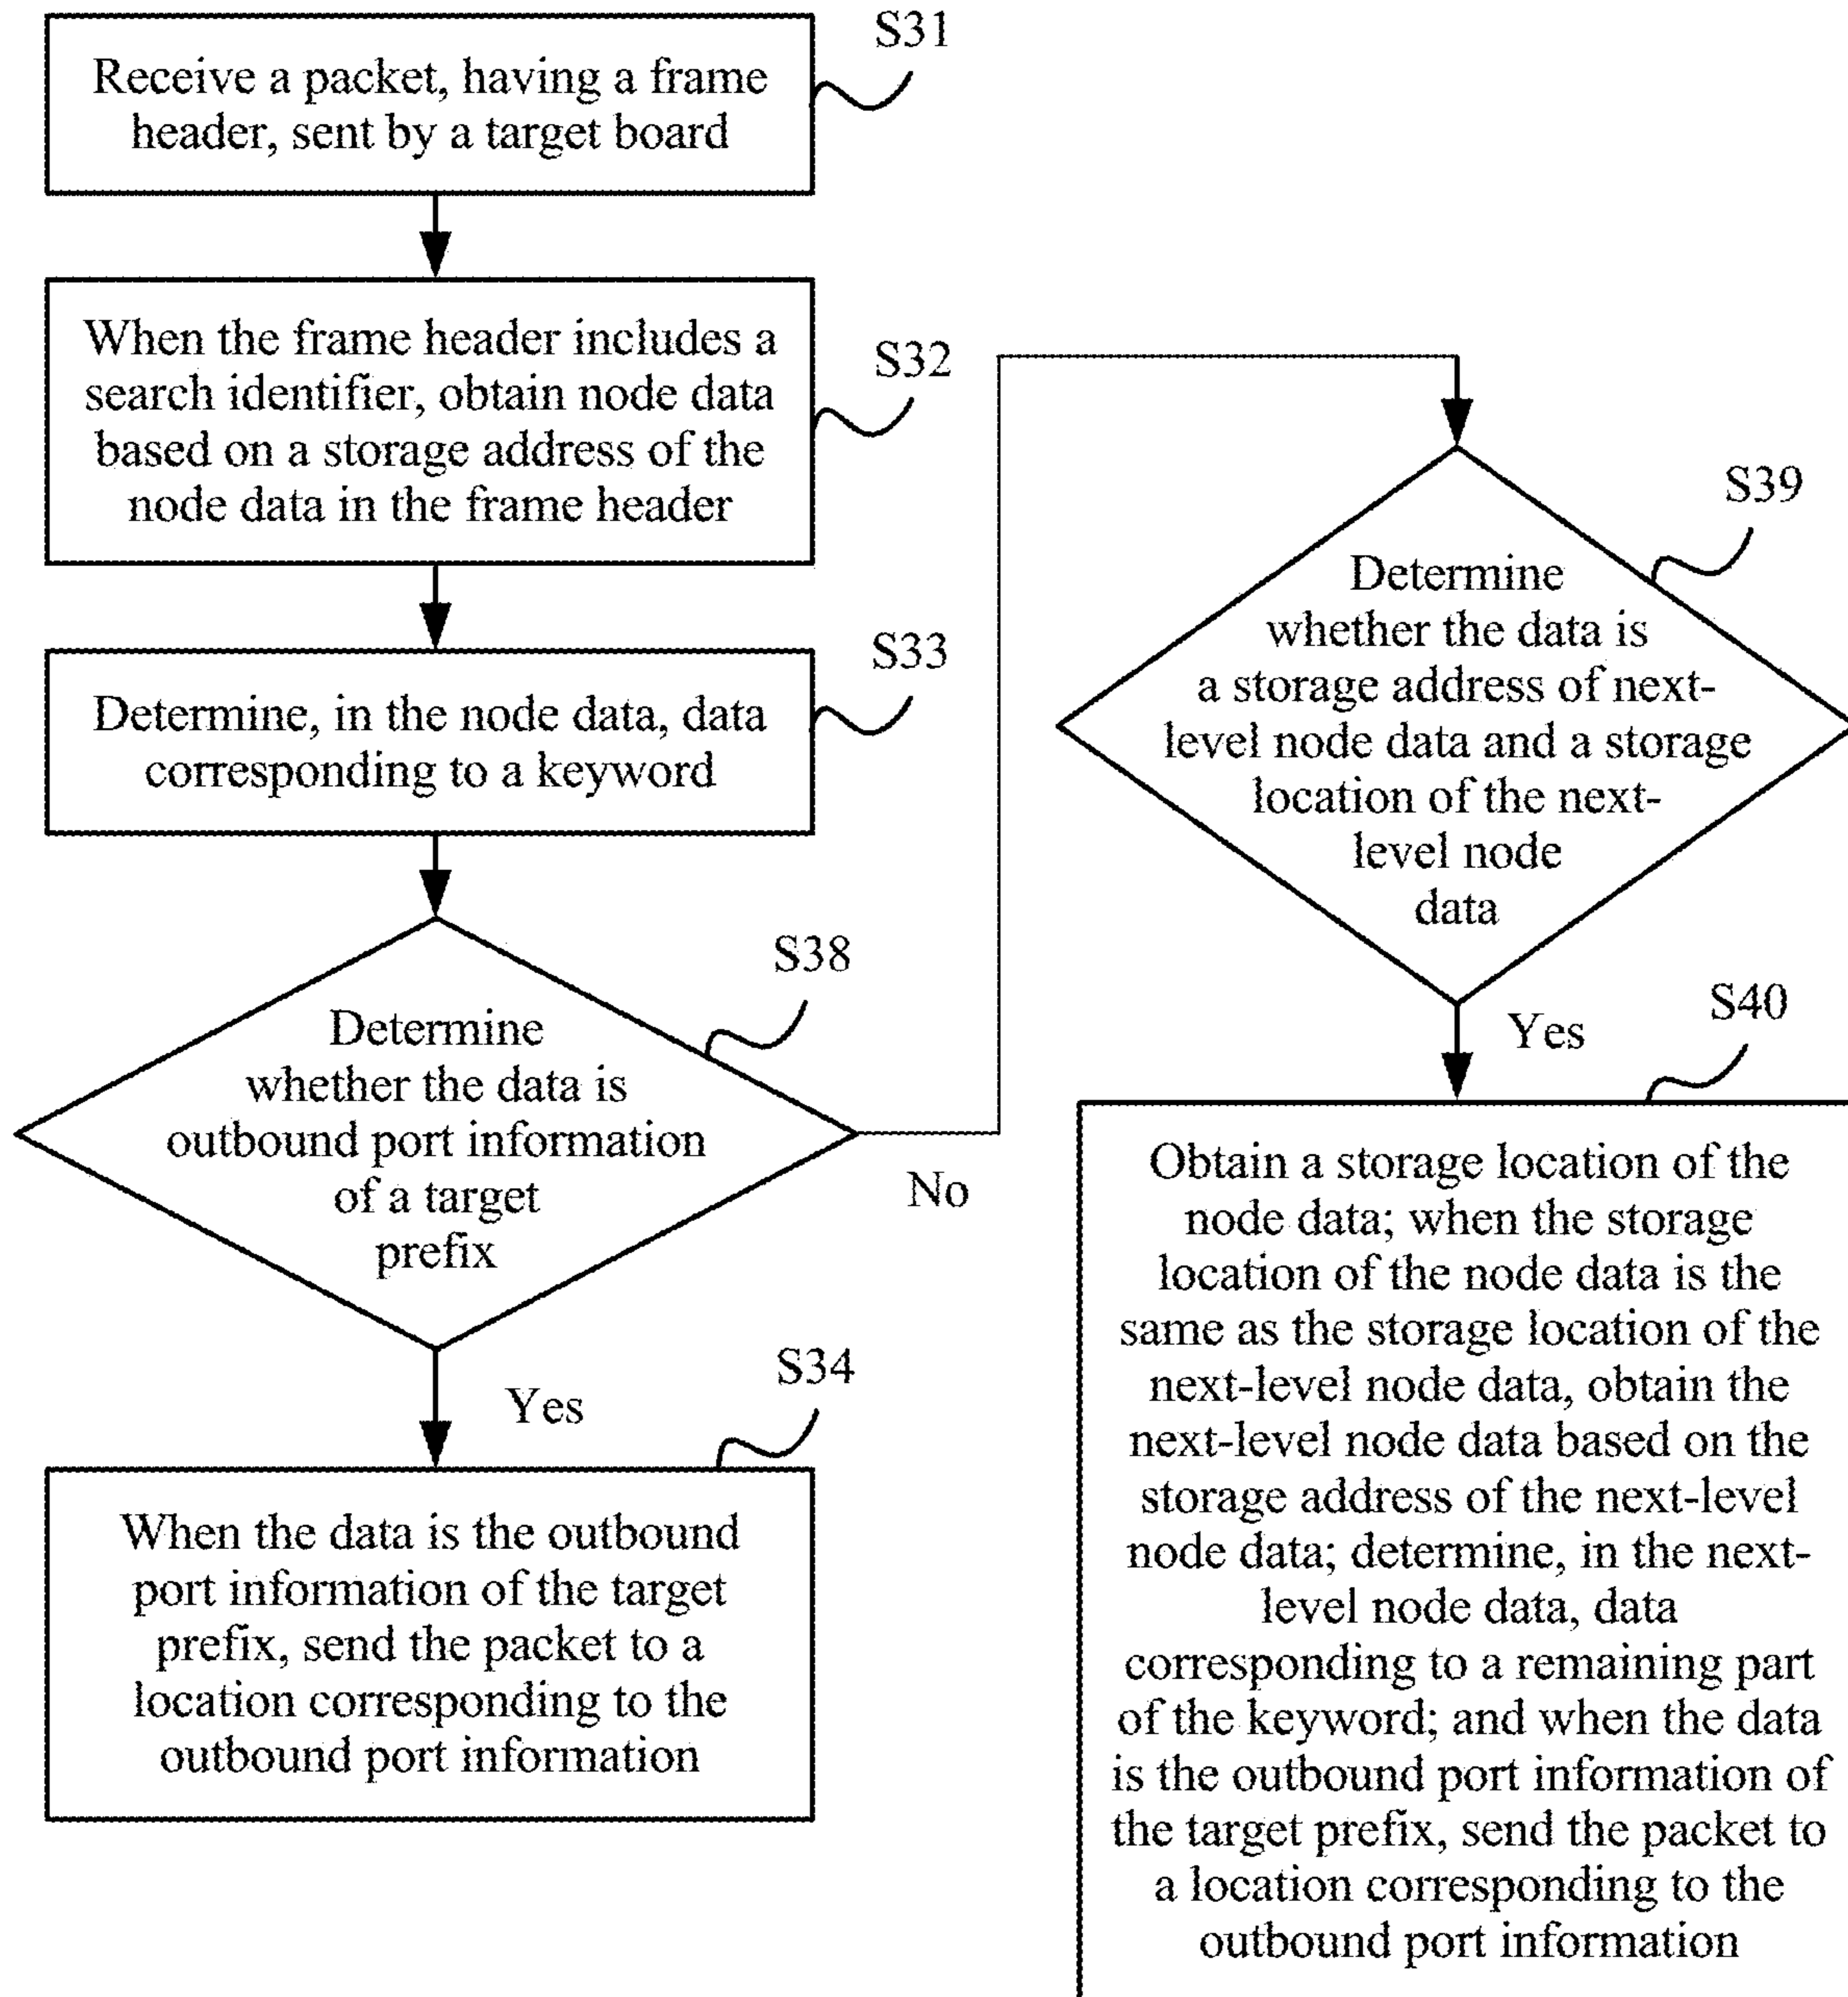 S31
Receive a packet, having a frame
header, sent by a target board
S32
When the frame header includes a
search identifier, obtain node data
based on a storage address of the
node data in the frame header
S33
Determine, in the node data, data
corresponding to a keyword
S38
Determine
whether the data is
outbound port information
of a target
prefix
No
Yes
S34
When the data is the outbound
port information of the target
prefix, send the packet to a
location corresponding to the
outbound port information
S39
Determine
whether the data is
a storage address of next-
level node data and a storage
location of the next-
level node
data
Yes
S40
Obtain a storage location of the
node data; when the storage
location of the node data is the
same as the storage location of the
next-level node data, obtain the
next-level node data based on the
storage address of the next-level
node data; determine, in the next-
level node data, data
corresponding to a remaining part
of the keyword; and when the data
is the outbound port information of
the target prefix, send the packet to
a location corresponding to the
outbound port information